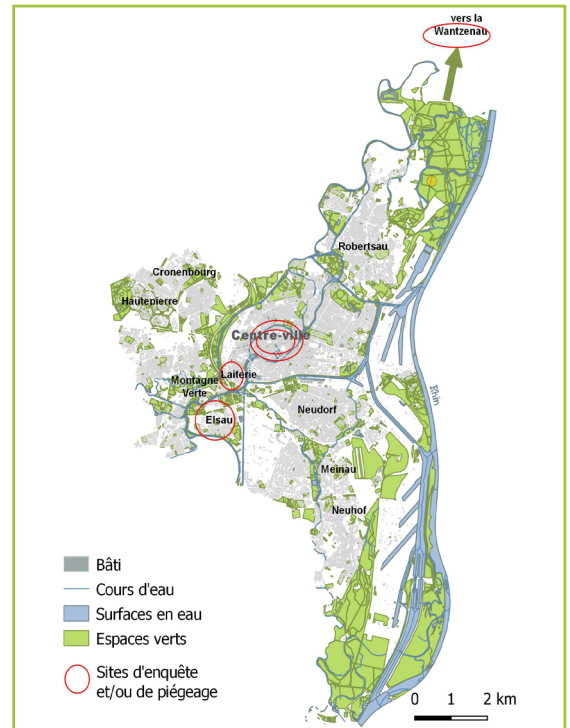 vers la
Wantzenau
Robertsau
Cronenbourg
Hautepierre
Centre-ville
Laiterie
Montagne
Verte
Elsau
Neudorf
Rhin
Meinau
Neuhof
Bâti
Cours d'eau
Surfaces en eau
Espaces verts
Sites d'enquête
et/ou de piégeage
0 1 2 km